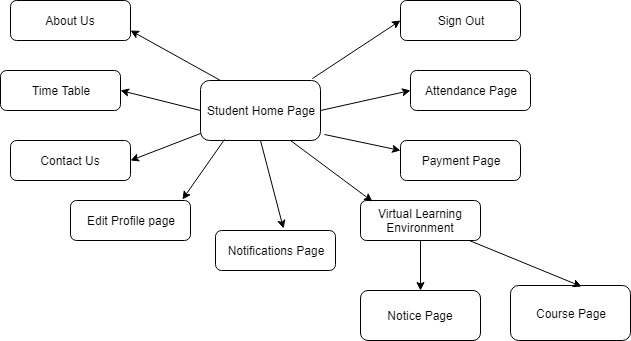 About Us
Sign Out
Time Table
Student Home Page
Attendance Page
Contact Us
Payment Page
Edit Profile page
Virtual Learning
Environment
Notifications Page
Notice Page
Course Page